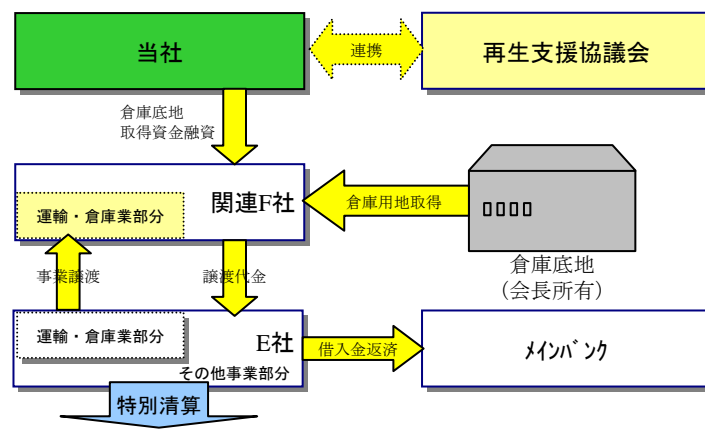 当社
連携
再生支援協議会
倉庫底地
取得資金融資
関連F社
運輸・倉庫業部分
倉庫用地取得
倉庫底地
（会長所有）
事業譲渡
譲渡代金
運輸・倉庫業部分
E社
その他事業部分
借入金返済
ﾒｲﾝﾊﾞﾝｸ
特別清算